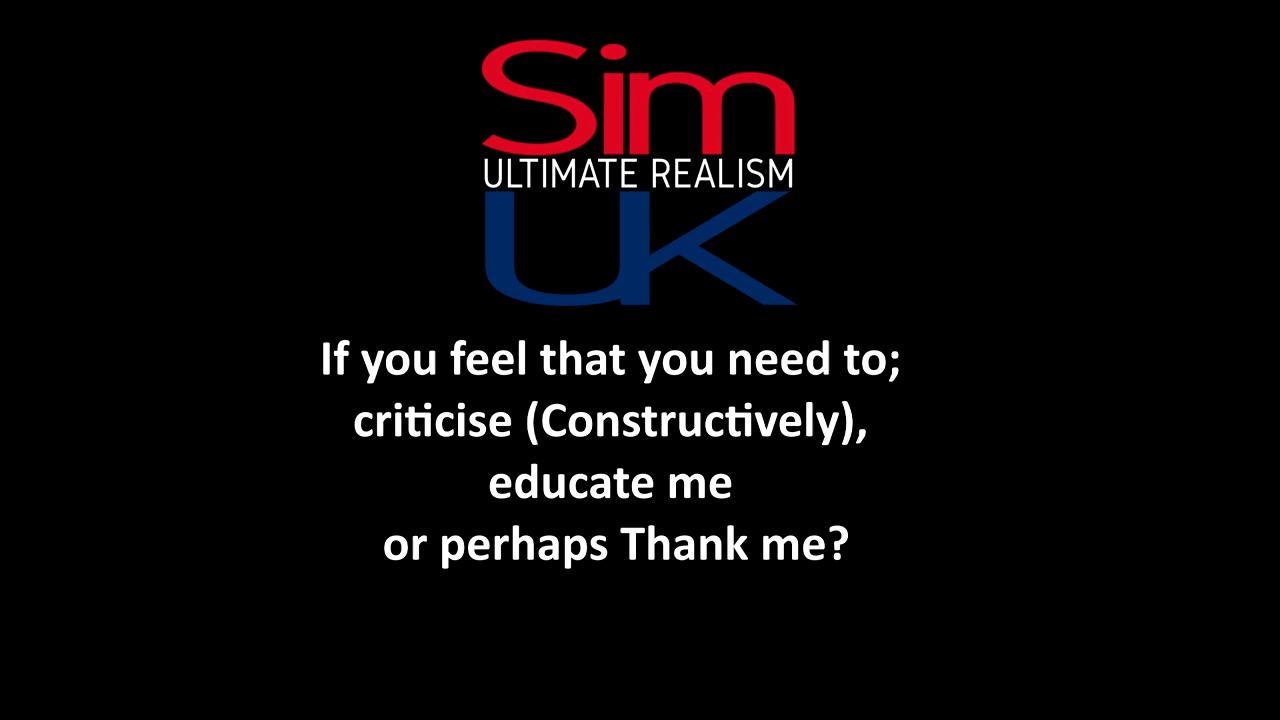 Sim
ULTIMATE REALISM
UK
If you feel that you need to;
criticise (Constructively),
educate me
or perhaps Thank me?